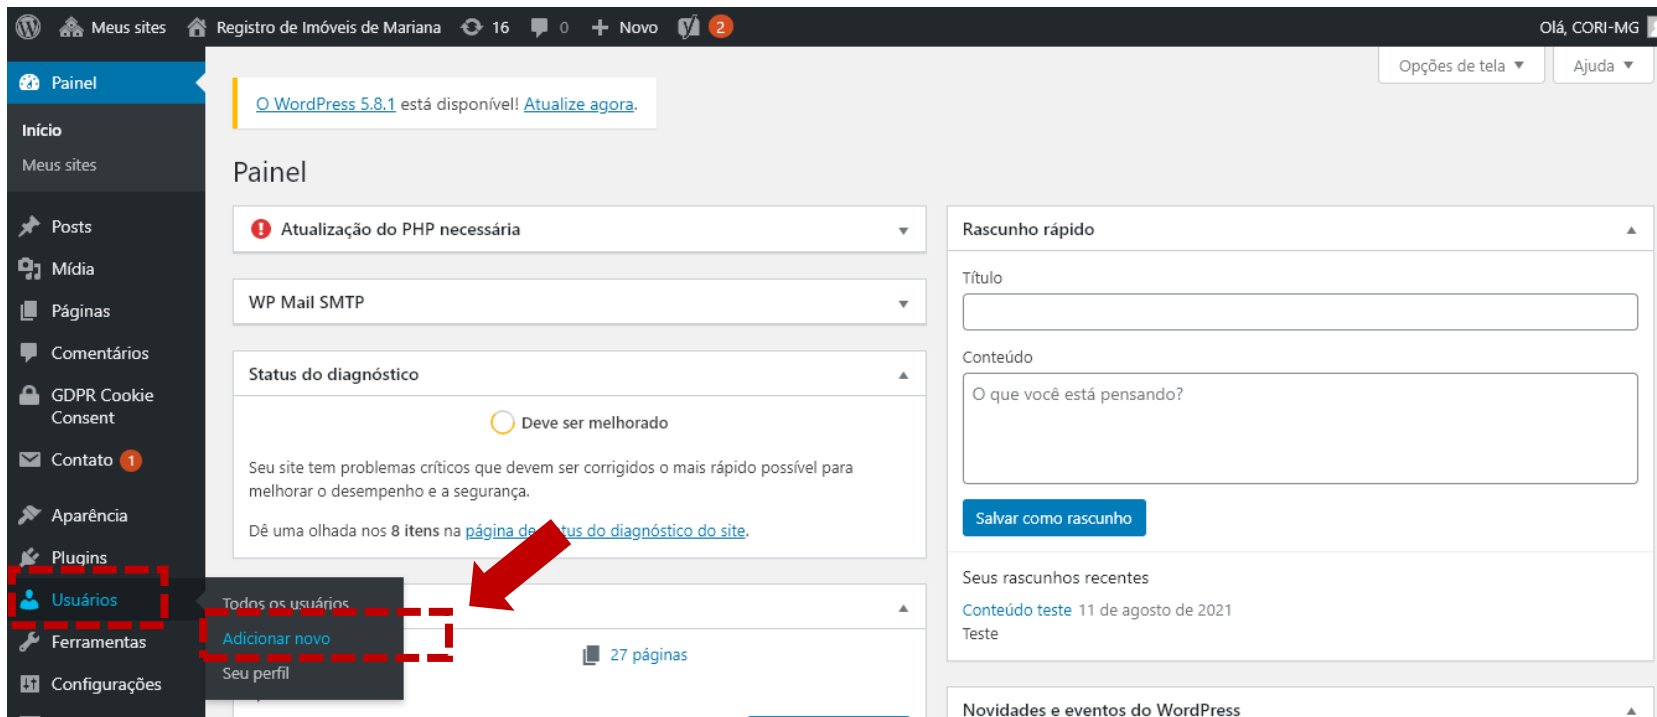 Meus sites Registro de Imóveis de Mariana 16 0 + Novo 2 Olá, CORI-MG
Opções de tela ▼ Ajuda ▼
Painel
Início
Meus sites
Posts
Mídia
Páginas
Comentários
GDPR Cookie
Consent
Contato 1
Aparência
Plugins
Usuários
Ferramentas
Configurações
Todos os usuários
Adicionar novo
Seu perfil
O WordPress 5.8.1 está disponível! Atualize agora.
Painel
Atualização do PHP necessária
WP Mail SMTP
Status do diagnóstico
Deve ser melhorado
Seu site tem problemas críticos que devem ser corrigidos o mais rápido possível para
melhorar o desempenho e a segurança.
Dê uma olhada nos 8 itens na página de tus do diagnóstico do site.
27 páginas
Rascunho rápido
Título
Conteúdo
O que você está pensando?
Salvar como rascunho
Seus rascunhos recentes
Conteúdo teste 11 de agosto de 2021
Teste
Novidades e eventos do WordPress